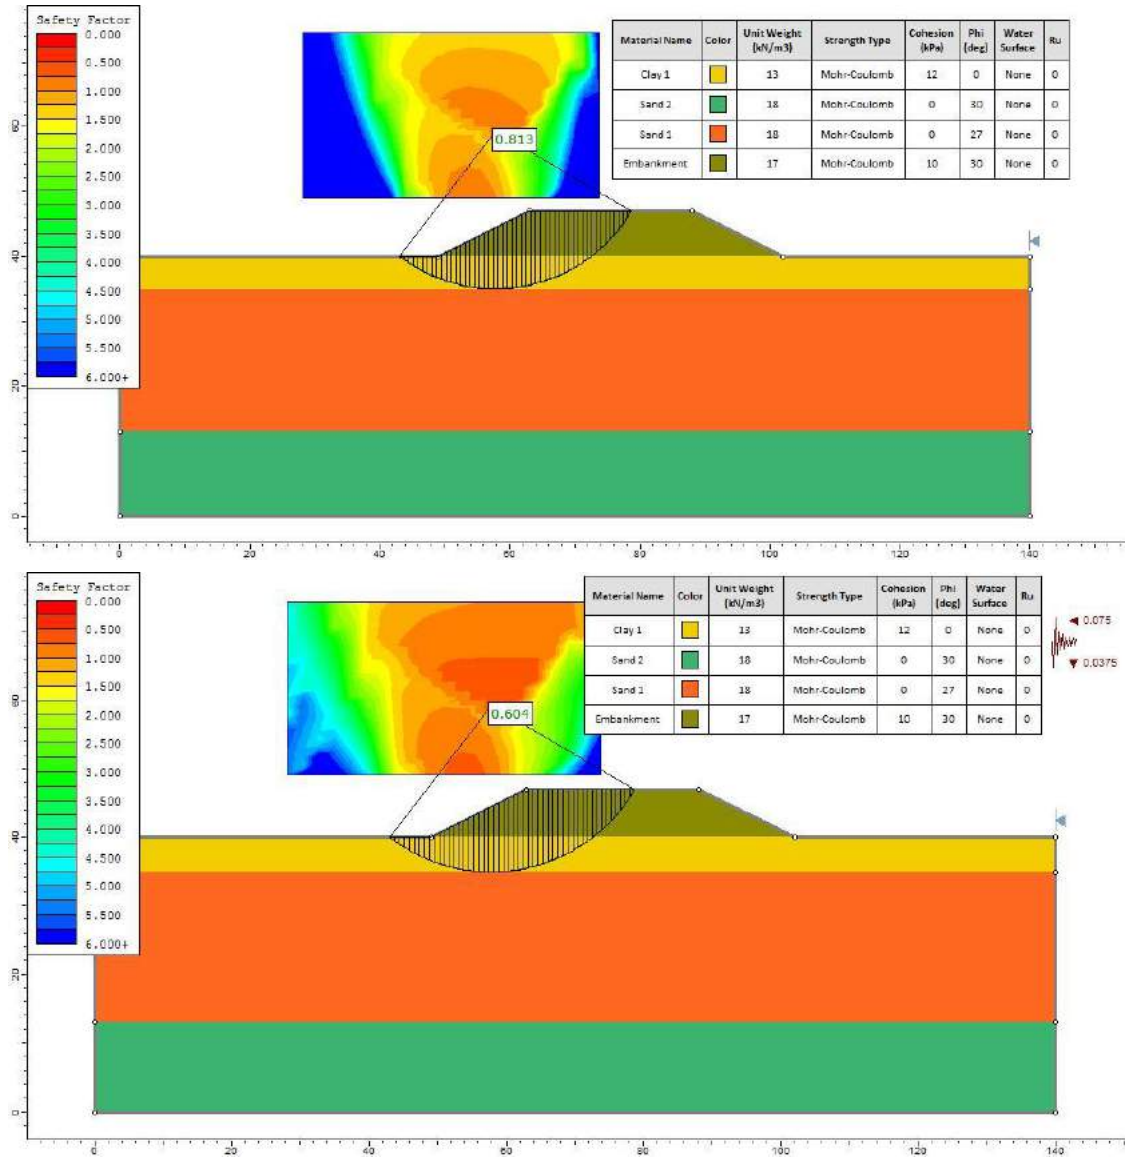 Safety Factor
0.000
0.500
1.000
1.500
2.000
2.500
3.000
3.500
4.000
4.500
5.000
5.500
6.000+
0.813
Material Name Color Unit Weight (kN/m3) Strength Type Cohesion (kPa) Phi (deg) Water Surface Ru
Clay 1 13 Mohr-Coulomb 12 0 None 0
Sand 2 18 Mohr-Coulomb 0 30 None 0
Sand 1 18 Mohr-Coulomb 0 27 None 0
Embankment 17 Mohr-Coulomb 10 30 None 0
60
40
20
0
0 20 40 60 80 100 120 140
Safety Factor
0.000
0.500
1.000
1.500
2.000
2.500
3.000
3.500
4.000
4.500
5.000
5.500
6.000+
0.604
Material Name Color Unit Weight (kN/m3) Strength Type Cohesion (kPa) Phi (deg) Water Surface Ru
Clay 1 13 Mohr-Coulomb 12 0 None 0
Sand 2 18 Mohr-Coulomb 0 30 None 0
Sand 1 18 Mohr-Coulomb 0 27 None 0
Embankment 17 Mohr-Coulomb 10 30 None 0
0.075
0.0375
60
40
20
0
0 20 40 60 80 100 120 140